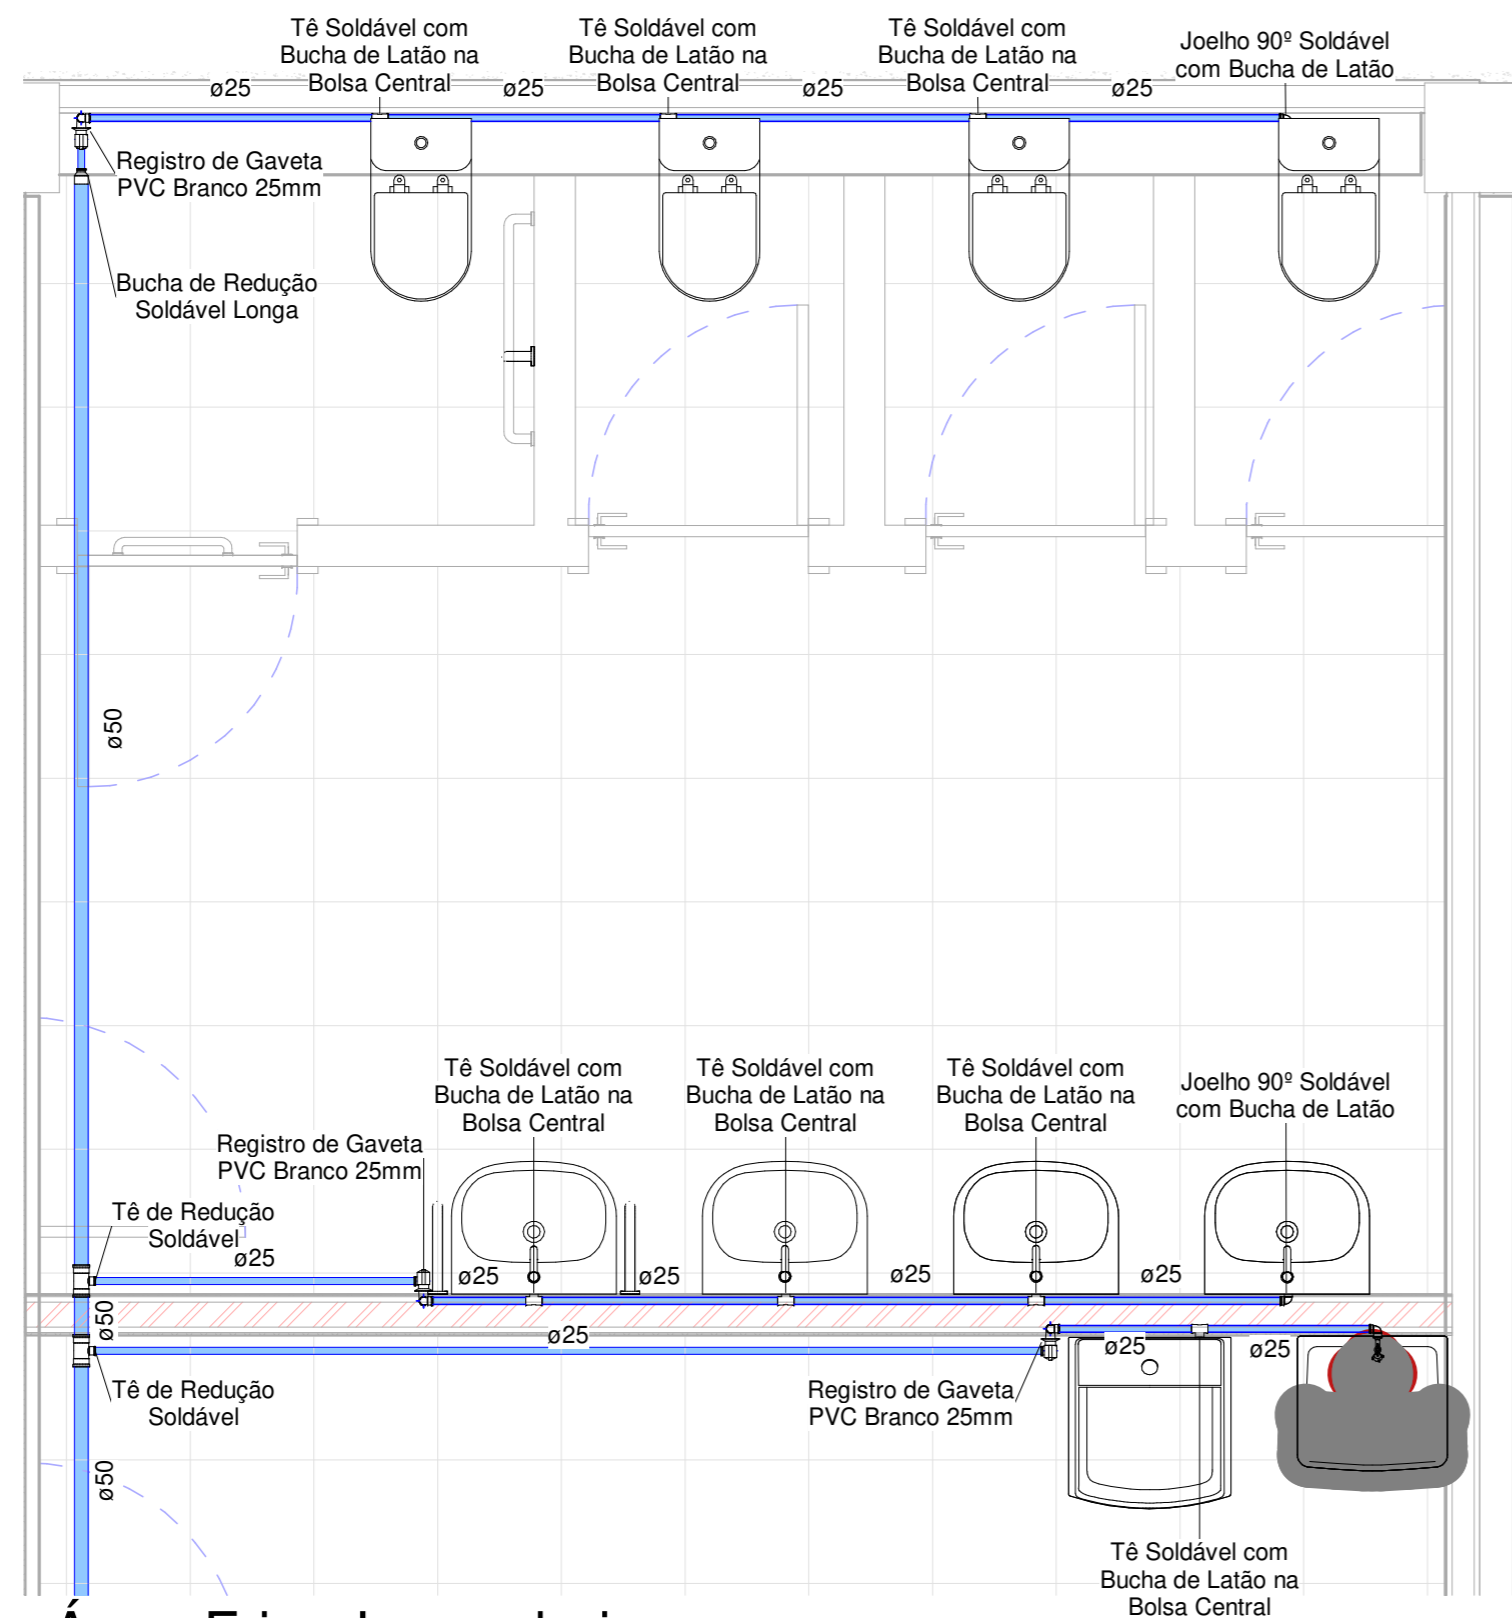 Tê Soldável com
Bucha de Latão na
Bolsa Central
Tê Soldável com
Bucha de Latão na
Bolsa Central
Tê Soldável com
Bucha de Latão na
Bolsa Central
Joelho 90º Soldável
com Bucha de Latão
ø25
ø25
ø25
ø25
Registro de Gaveta
PVC Branco 25mm
Bucha de Redução
Soldável Longa
ø50
Tê Soldável com
Bucha de Latão na
Bolsa Central
Tê Soldável com
Bucha de Latão na
Bolsa Central
Tê Soldável com
Bucha de Latão na
Bolsa Central
Joelho 90º Soldável
com Bucha de Latão
Registro de Gaveta
PVC Branco 25mm
Tê de Redução
Soldável
ø25
ø25
ø25
ø25
ø25
ø50
ø25
ø25
ø25
Tê de Redução
Soldável
Registro de Gaveta
PVC Branco 25mm
ø50
Tê Soldável com
Bucha de Latão na
Bolsa Central